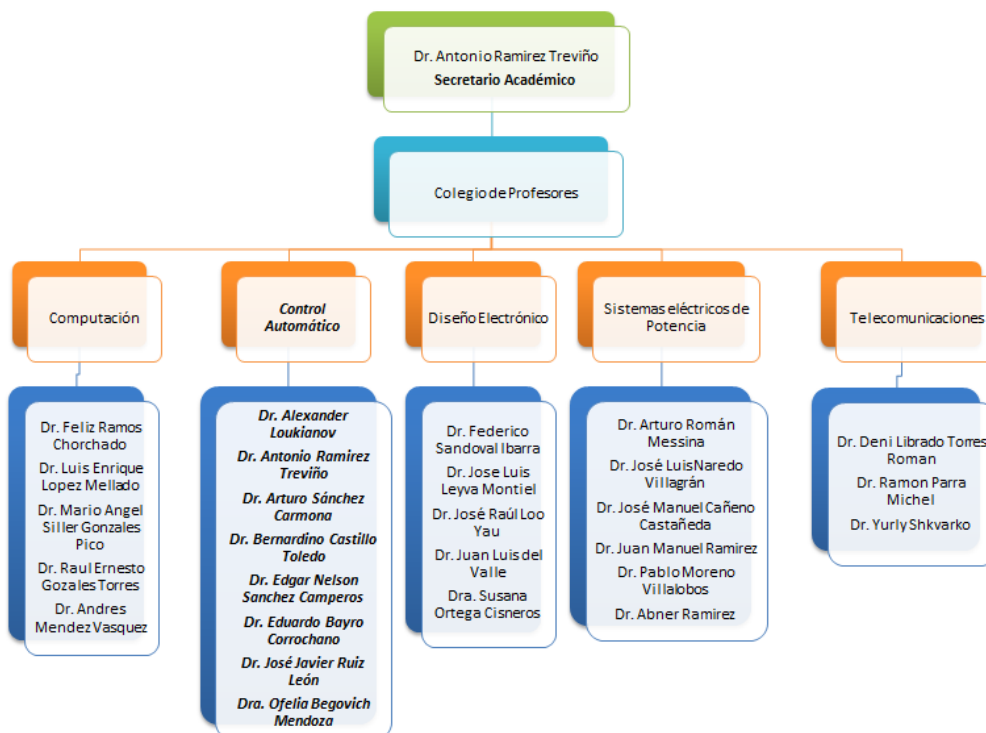 Dr. Antonio Ramirez Treviño
Secretario Académico
Colegio de Profesores
Computación
Control
Automático
Diseño Electrónico
Sistemas eléctricos de
Potencia
Telecomunicaciones
Dr. Feliz Ramos
Chorchado
Dr. Luis Enrique
Lopez Mellado
Dr. Mario Angel
Siller Gonzales
Pico
Dr. Raul Ernesto
Gozales Torres
Dr. Andres
Mendez Vasquez
Dr. Alexander
Loukianov
Dr. Antonio Ramirez
Treviño
Dr. Arturo Sánchez
Carmona
Dr. Bernardino Castillo
Toledo
Dr. Edgar Nelson
Sanchez Camperos
Dr. Eduardo Bayro
Corrochano
Dr. José Javier Ruiz
León
Dra. Ofelia Begovich
Mendoza
Dr. Federico
Sandoval Ibarra
Dr. Jose Luis
Leyva Montiel
Dr. José Raúl Loo
Yau
Dr. Juan Luis del
Valle
Dra. Susana
Ortega Cisneros
Dr. Arturo Román
Messina
Dr. José LuisNaredo
Villagrán
Dr. José Manuel Cañeno
Castañeda
Dr. Juan Manuel Ramirez
Dr. Pablo Moreno
Villalobos
Dr. Abner Ramirez
Dr. Deni Librado Torres
Roman
Dr. Ramon Parra
Michel
Dr. Yurly Shkvarko